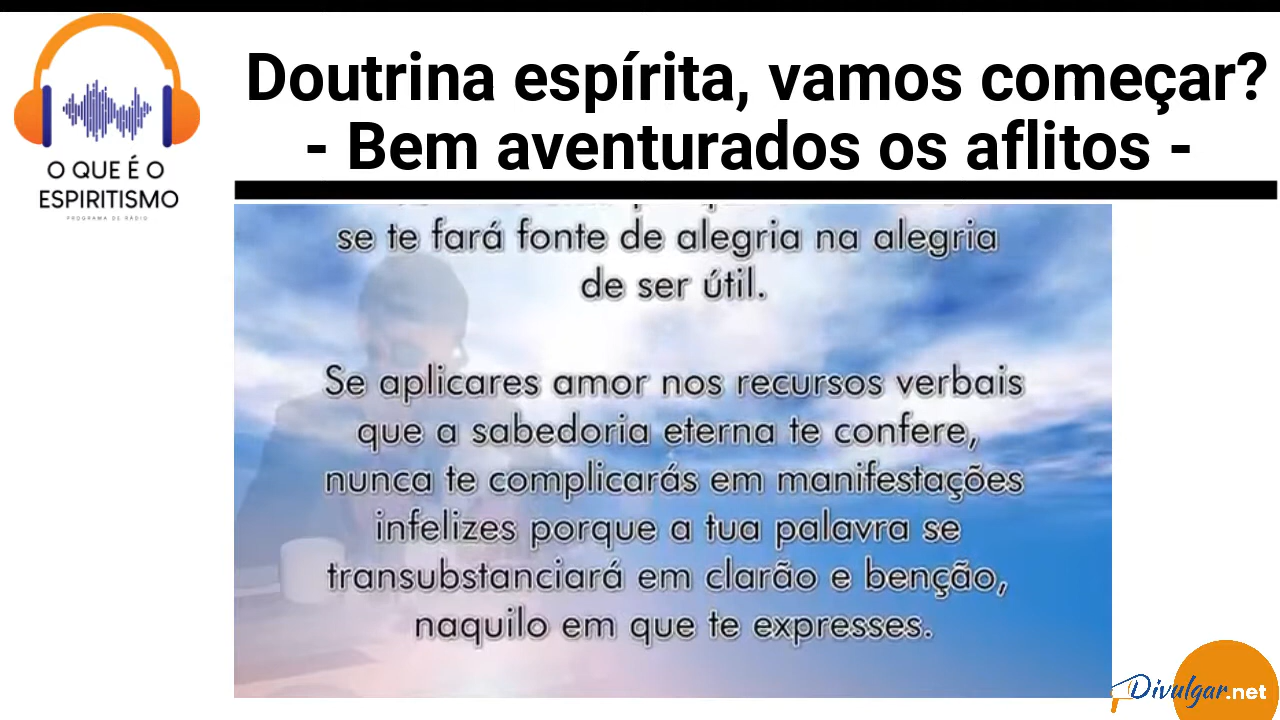 Doutrina espírita, vamos começar?
- Bem aventurados os aflitos -
O QUE É O
ESPIRITISMO
PROGRAMA DE RÁDIO
se te fará fonte de alegria na alegria
de ser útil.
Se aplicares amor nos recursos verbais
que a sabedoria eterna te confere,
nunca te complicarás em manifestações
infelizes porque a tua palavra se
transubstanciará em clarão e benção,
naquilo em que te expresses.
Divulgar.net